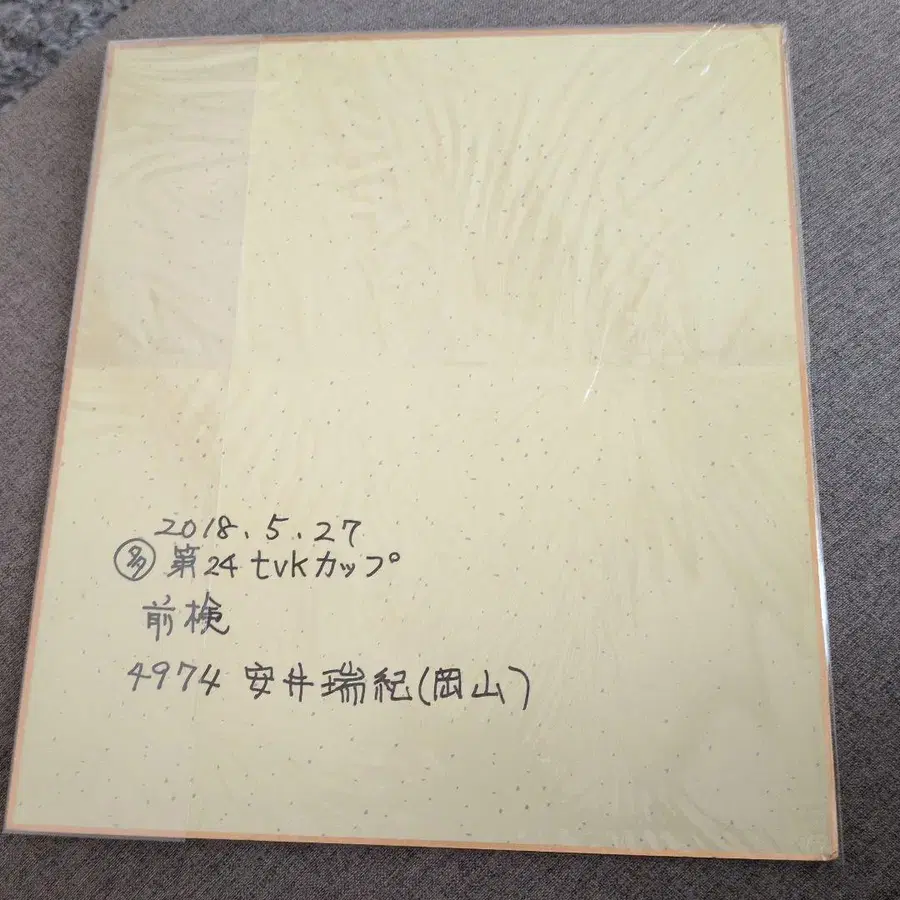 2018.5.27
㊿ 第24 tvkカップ
前検
4974 安井瑞紀(岡山)